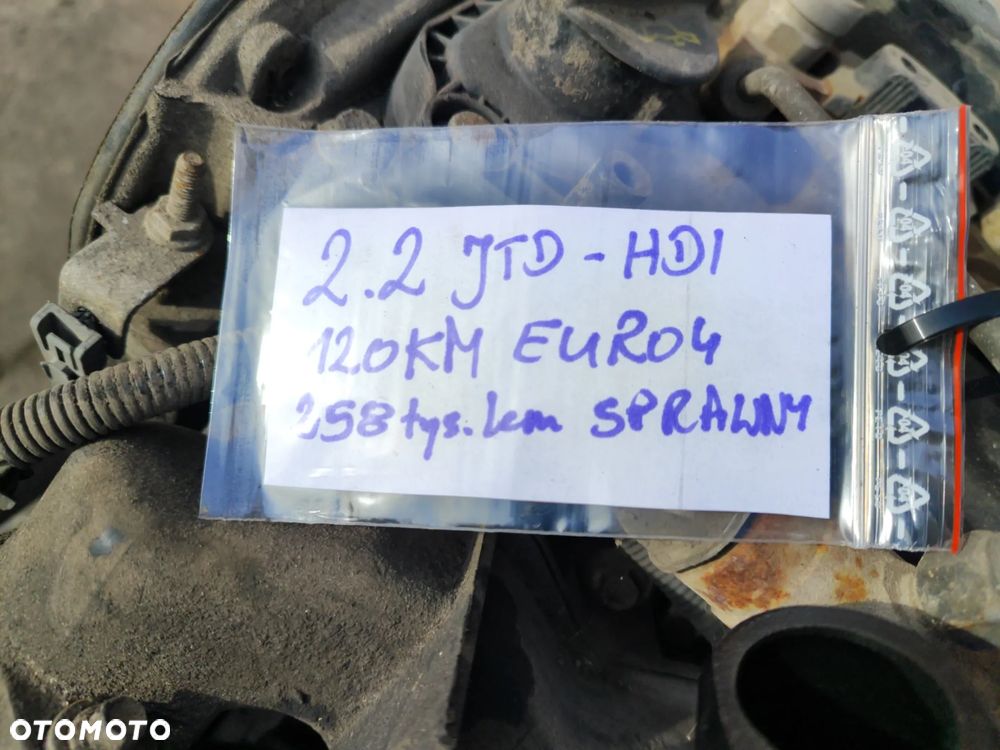 2.2 JTD - HDI
120KM EURO4
258 tys. km SPRAWNY
OTOMOTO